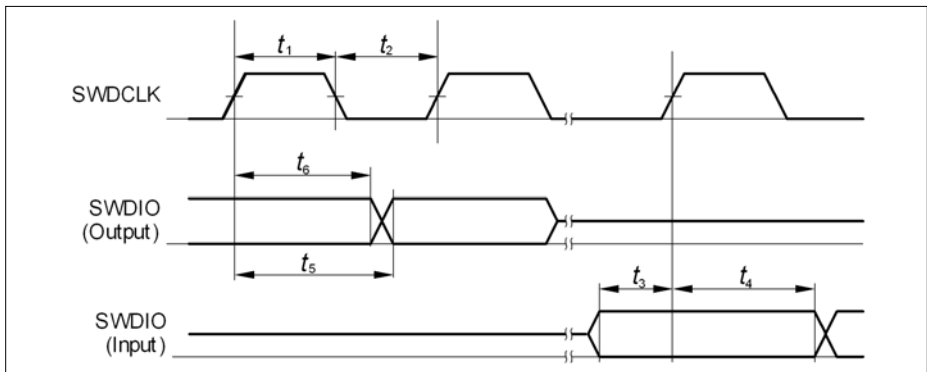 t₁ t₂
SWDCLK
t₆
SWDIO
(Output)
t₅
t₃ t₄
SWDIO
(Input)